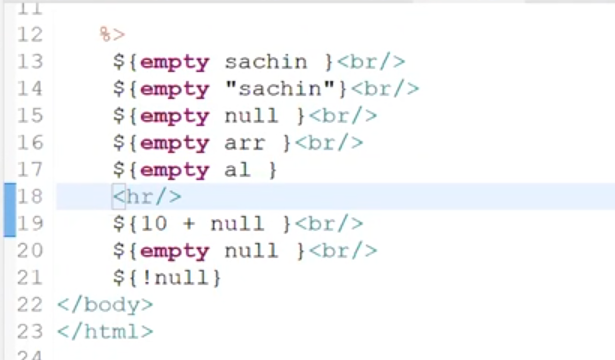 11
12 %>
13 ${empty sachin }<br/>
14 ${empty "sachin"}<br/>
15 ${empty null }<br/>
16 ${empty arr }<br/>
17 ${empty al }
18 <hr/>
19 ${10 + null }<br/>
20 ${empty null }<br/>
21 ${!null}
22 </body>
23 </html>
24